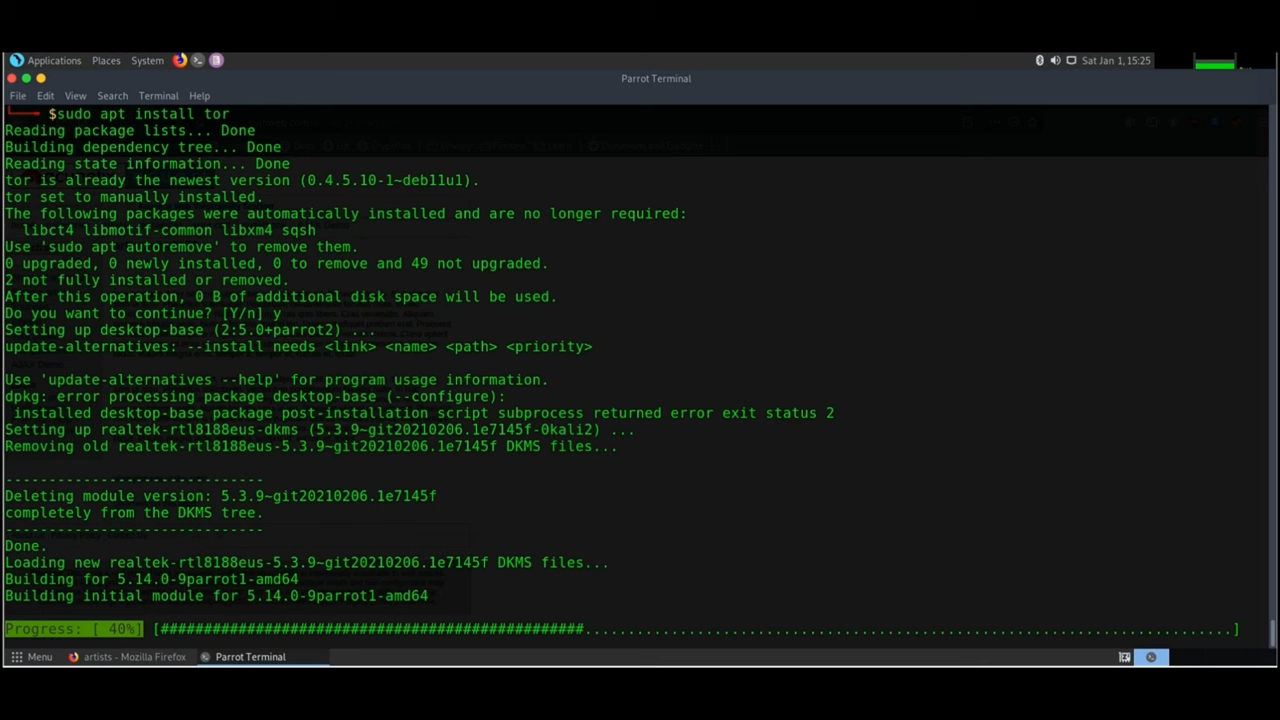 Applications Places System Sat Jan 1, 15:25
Parrot Terminal
File Edit View Search Terminal Help
$sudo apt install tor
Reading package lists... Done
Building dependency tree... Done
Reading state information... Done
tor is already the newest version (0.4.5.10-1~deb11u1).
tor set to manually installed.
The following packages were automatically installed and are no longer required:
libct4 libmotif-common libxm4 sqsh
Use 'sudo apt autoremove' to remove them.
0 upgraded, 0 newly installed, 0 to remove and 49 not upgraded.
2 not fully installed or removed.
After this operation, 0 B of additional disk space will be used.
Do you want to continue? [Y/n] y
Setting up desktop-base (2:5.0+parrot2) ...
update-alternatives: --install needs <link> <name> <path> <priority>
Use 'update-alternatives --help' for program usage information.
dpkg: error processing package desktop-base (--configure):
installed desktop-base package post-installation script subprocess returned error exit status 2
Setting up realtek-rtl8188eus-dkms (5.3.9~git20210206.1e7145f-0kali2) ...
Removing old realtek-rtl8188eus-5.3.9~git20210206.1e7145f DKMS files...
------------------------------
Deleting module version: 5.3.9~git20210206.1e7145f
completely from the DKMS tree.
------------------------------
Done.
Loading new realtek-rtl8188eus-5.3.9~git20210206.1e7145f DKMS files...
Building for 5.14.0-9parrot1-amd64
Building initial module for 5.14.0-9parrot1-amd64
Progress: [ 40%] [#################################################...........................................................................]
Menu artists - Mozilla Firefox Parrot Terminal